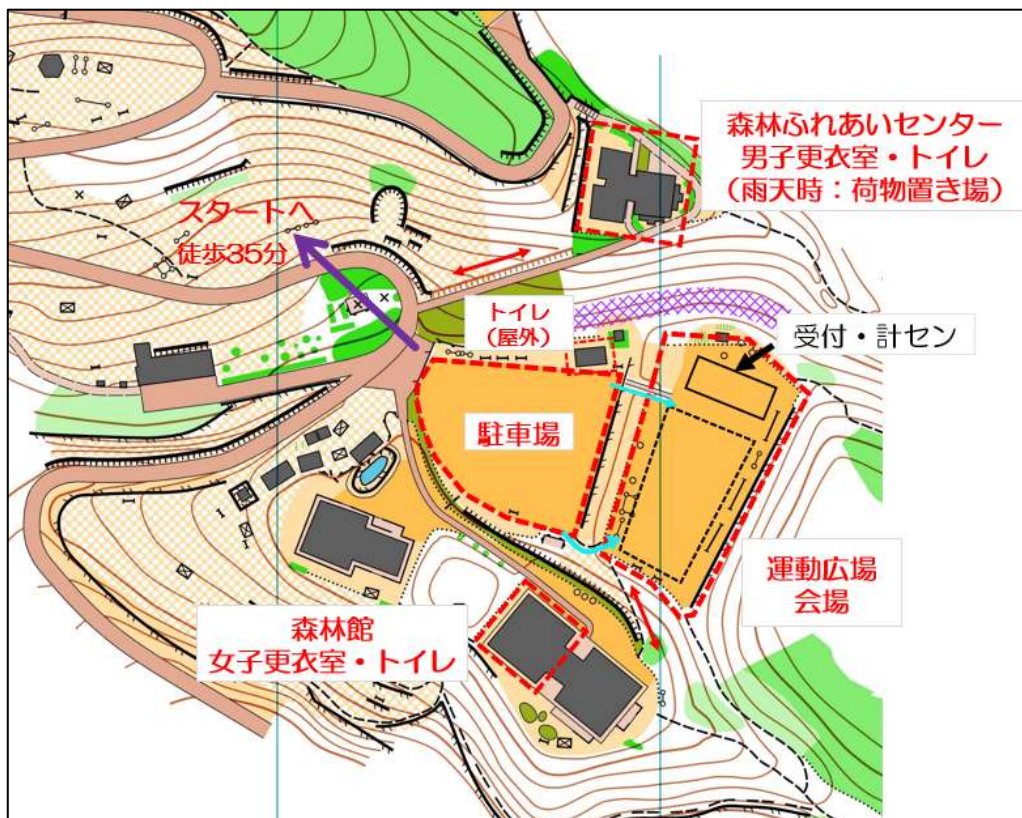 森林ふれあいセンター
男子更衣室・トイレ
（雨天時：荷物置き場）
スタートへ
徒歩35分
トイレ
（屋外）
受付・計セン
駐車場
運動広場
会場
森林館
女子更衣室・トイレ